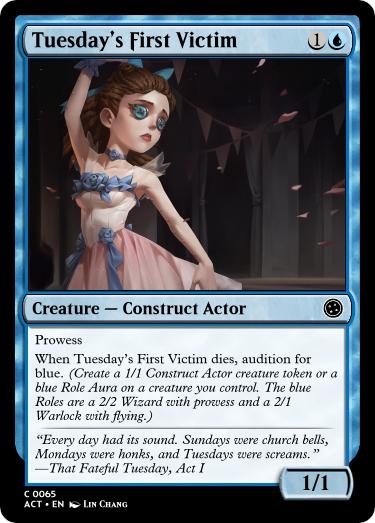 Tuesday's First Victim 1
Creature — Construct Actor
Prowess
When Tuesday's First Victim dies, audition for
blue. (Create a 1/1 Construct Actor creature token or a
blue Role Aura on a creature you control. The blue
Roles are a 2/2 Wizard with prowess and a 2/1
Warlock with flying.)
“Every day had its sound. Sundays were church bells,
Mondays were honks, and Tuesdays were screams.”
—That Fateful Tuesday, Act I
1/1
C 0065
ACT • EN Lin Chang